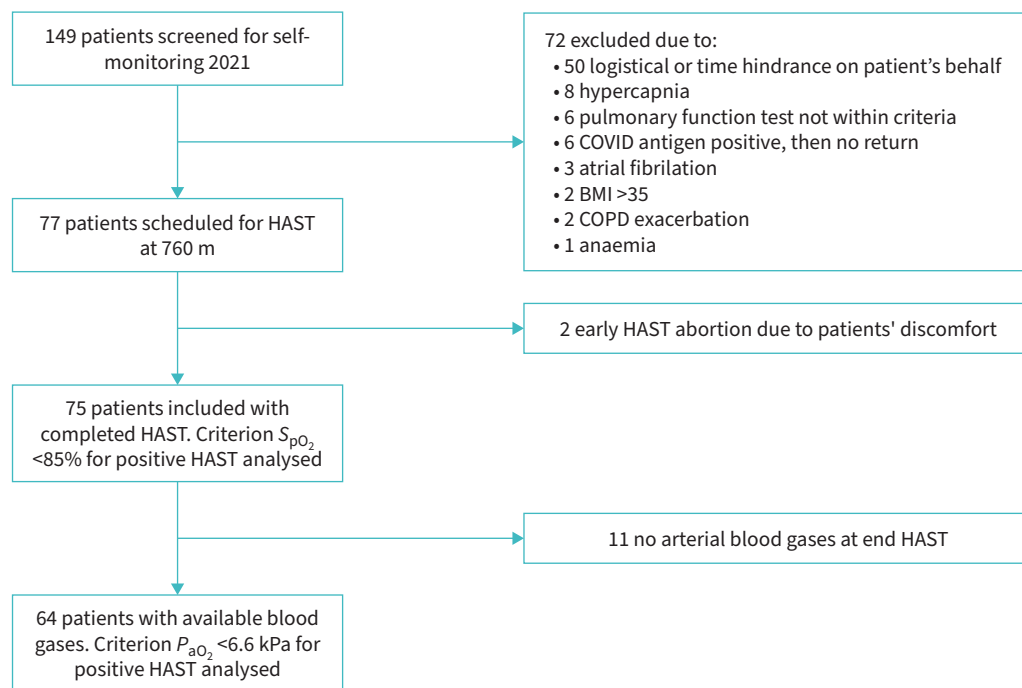 149 patients screened for self-
monitoring 2021
72 excluded due to:
• 50 logistical or time hindrance on patient's behalf
• 8 hypercapnia
• 6 pulmonary function test not within criteria
• 6 COVID antigen positive, then no return
• 3 atrial fibrilation
• 2 BMI >35
• 2 COPD exacerbation
• 1 anaemia
77 patients scheduled for HAST
at 760 m
2 early HAST abortion due to patients' discomfort
75 patients included with
completed HAST. Criterion SpO2
<85% for positive HAST analysed
11 no arterial blood gases at end HAST
64 patients with available blood
gases. Criterion PaO2 <6.6 kPa for
positive HAST analysed